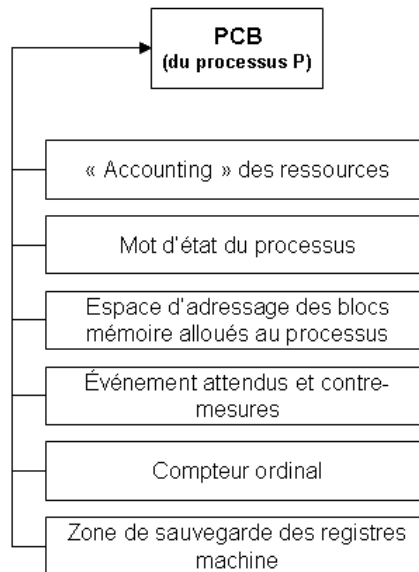 PCB
(du processus P)
« Accounting » des ressources
Mot d'état du processus
Espace d'adressage des blocs
mémoire alloués au processus
Événement attendus et contre-
mesures
Compteur ordinal
Zone de sauvegarde des registres
machine